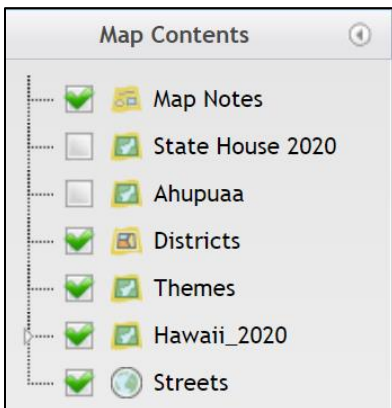 Map Contents
Map Notes
State House 2020
Ahupuaa
Districts
Themes
Hawaii_2020
Streets